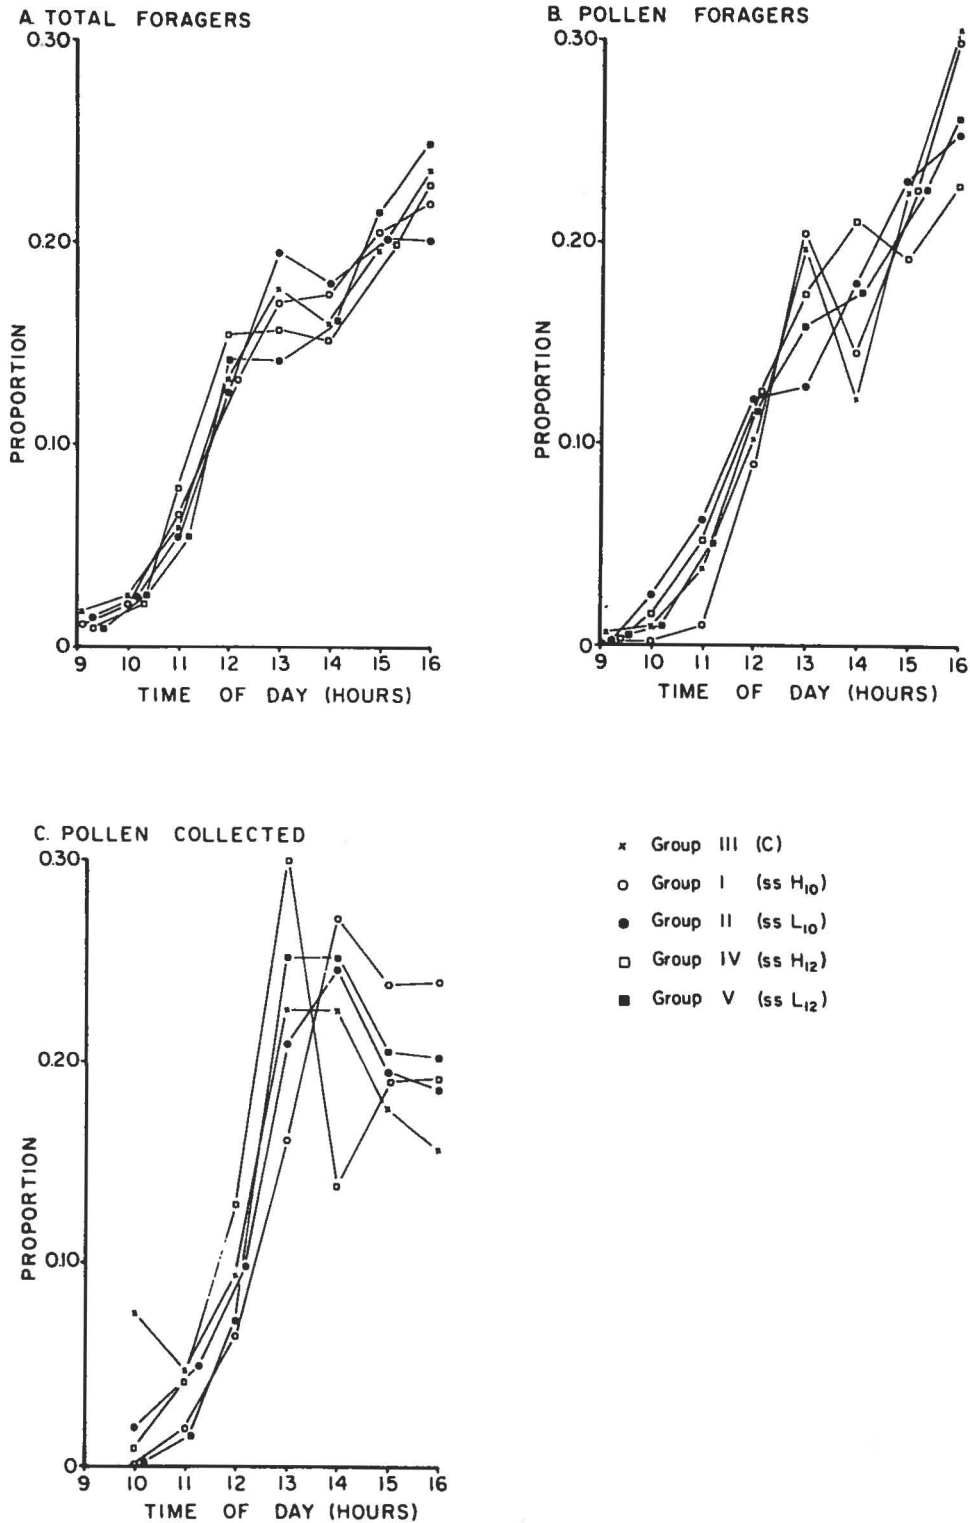 A. TOTAL FORAGERS
0.30
0.20
0.10
0
PROPORTION
9 10 11 12 13 14 15 16
TIME OF DAY (HOURS)
B. POLLEN FORAGERS
0.30
0.20
0.10
0
PROPORTION
9 10 11 12 13 14 15 16
TIME OF DAY (HOURS)
C. POLLEN COLLECTED
0.30
0.20
0.10
0
PROPORTION
9 10 11 12 13 14 15 16
TIME OF DAY (HOURS)
x Group III (C)
○ Group I (ss H₁₀)
● Group II (ss L₁₀)
□ Group IV (ss H₁₂)
■ Group V (ss L₁₂)